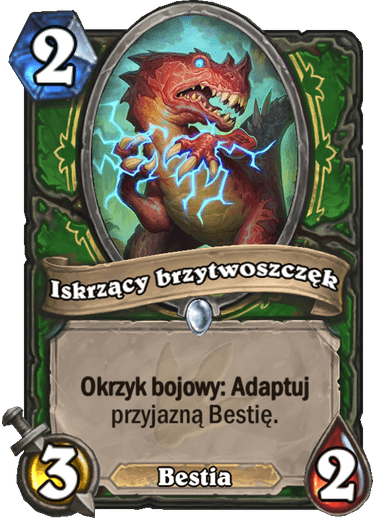 2
Iskrzący brzytwoszczęk
Okrzyk bojowy: Adaptuj
przyjazną Bestię.
3
Bestia
2